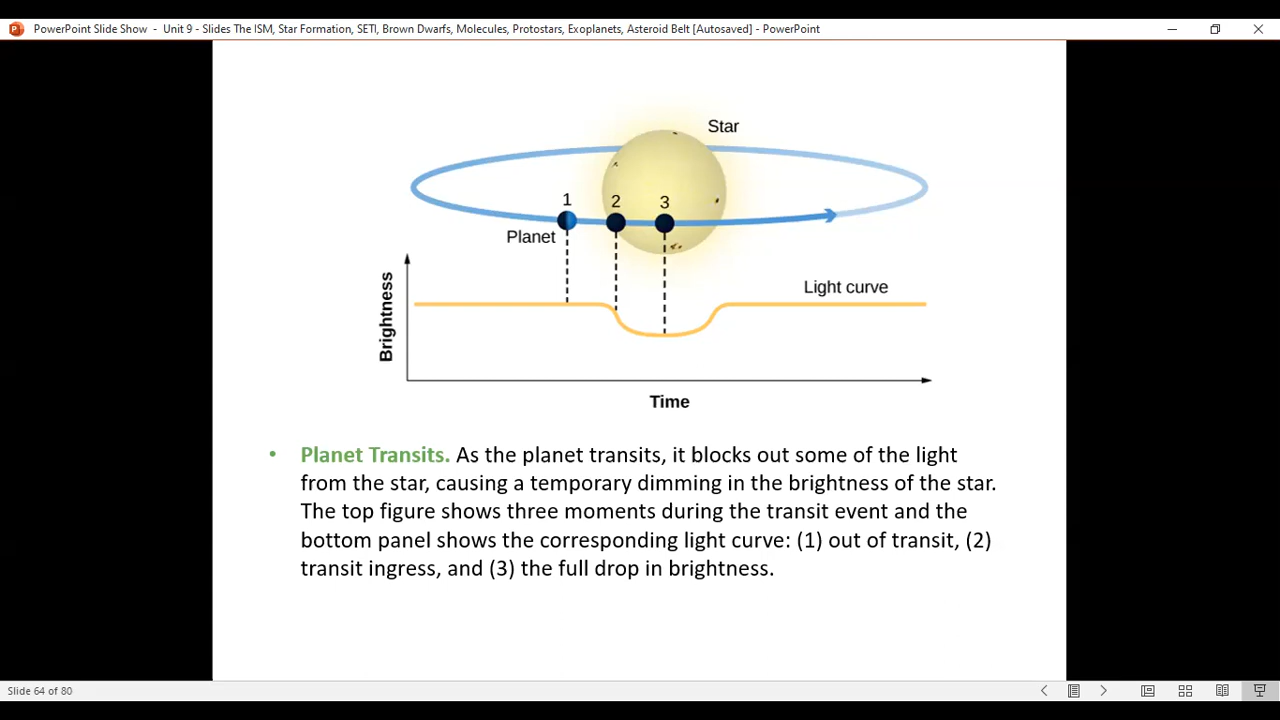 PowerPoint Slide Show - Unit 9 - Slides The ISM, Star Formation, SETI, Brown Dwarfs, Molecules, Protostars, Exoplanets, Asteroid Belt [Autosaved] - PowerPoint
Star
1
2
3
Planet
Brightness
Light curve
Time
• Planet Transits. As the planet transits, it blocks out some of the light
from the star, causing a temporary dimming in the brightness of the star.
The top figure shows three moments during the transit event and the
bottom panel shows the corresponding light curve: (1) out of transit, (2)
transit ingress, and (3) the full drop in brightness.
Slide 64 of 80